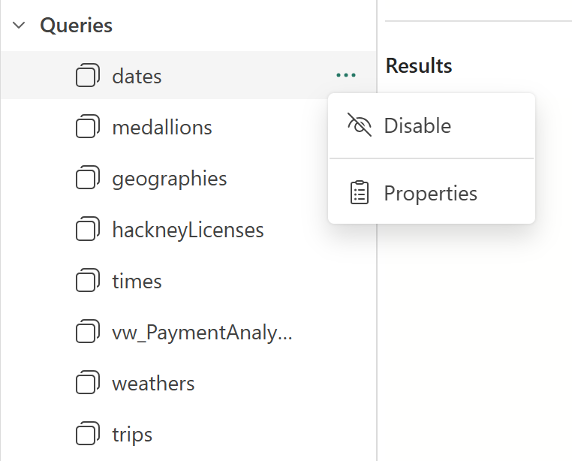 Queries
dates
...
Results
medallions
Disable
geographies
Properties
hackneyLicenses
times
vw_PaymentAnaly...
weathers
trips